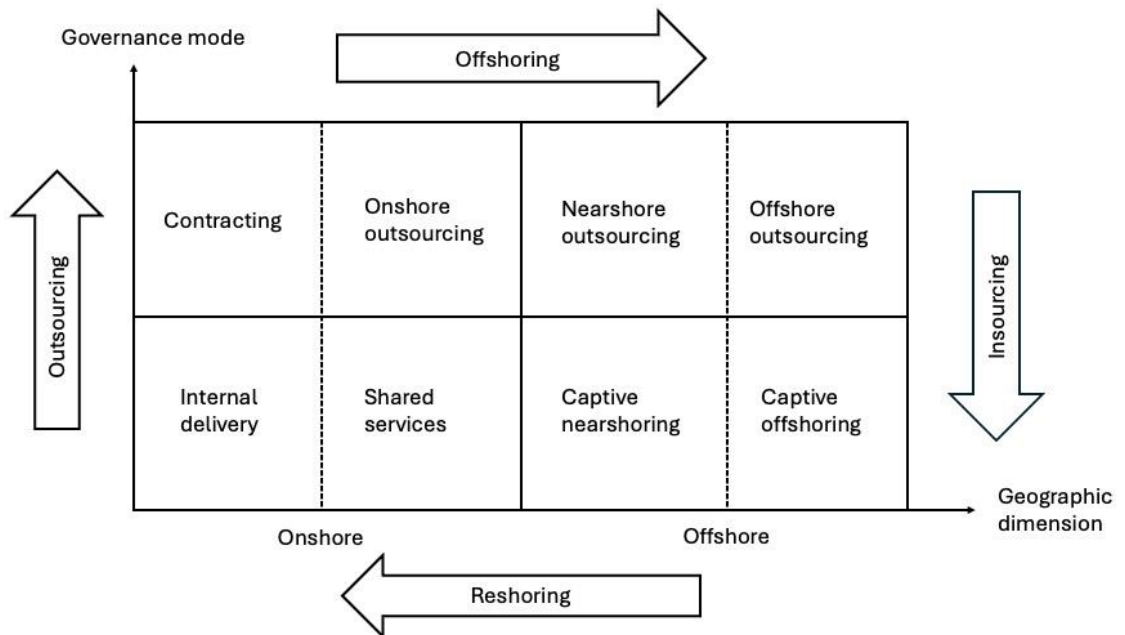 Governance mode
Offshoring
Contracting
Onshore
outsourcing
Nearshore
outsourcing
Offshore
outsourcing
Outsourcing
Insourcing
Internal
delivery
Shared
services
Captive
nearshoring
Captive
offshoring
Geographic
dimension
Onshore
Offshore
Reshoring